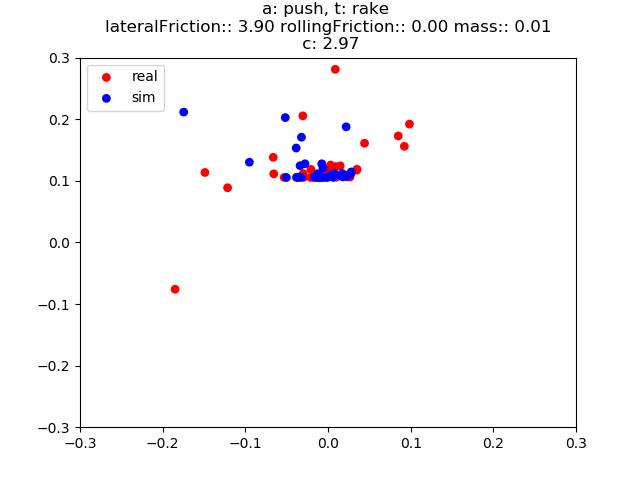 a: push, t: rake
lateralFriction:: 3.90 rollingFriction:: 0.00 mass:: 0.01
c: 2.97
real
sim
0.3
0.2
0.1
0.0
−0.1
−0.2
−0.3
−0.3
−0.2
−0.1
0.0
0.1
0.2
0.3